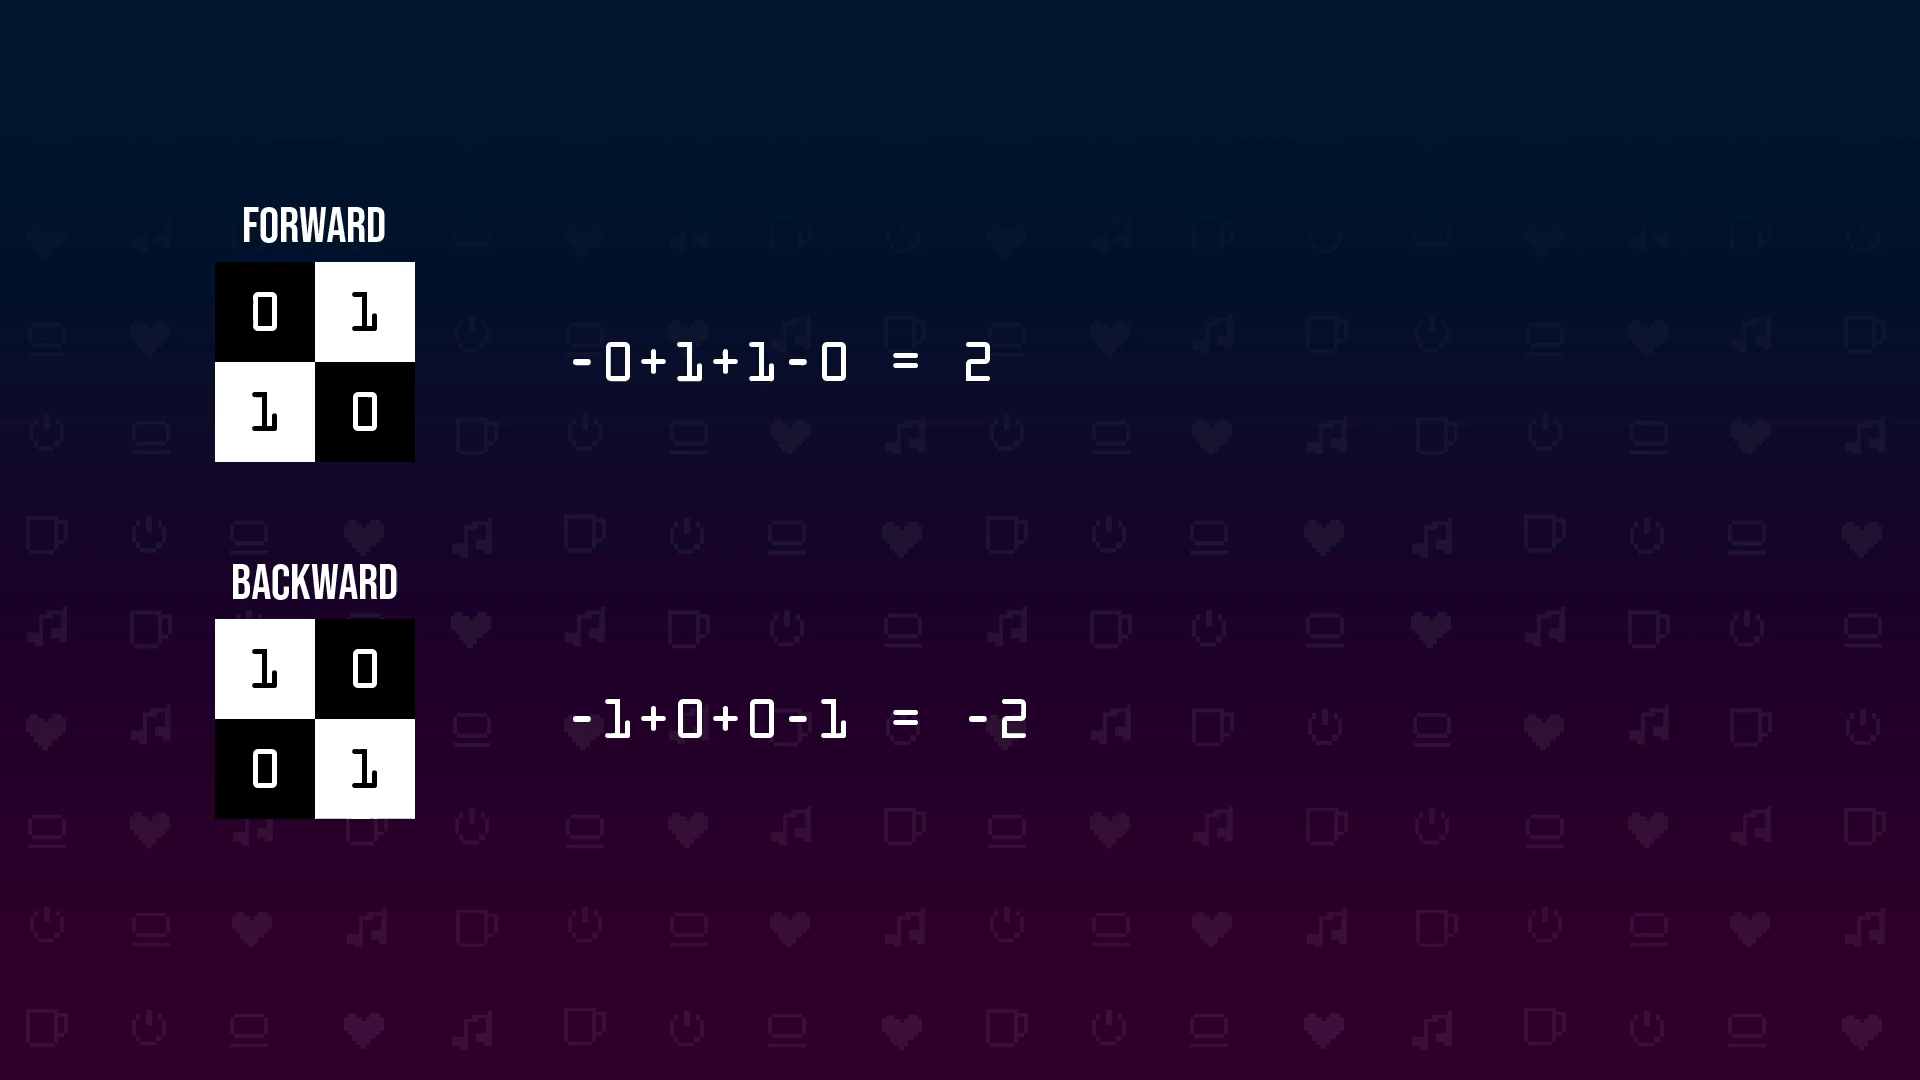 FORWARD
0 1
1 0
-0+1+1-0 = 2
BACKWARD
1 0
0 1
-1+0+0-1 = -2